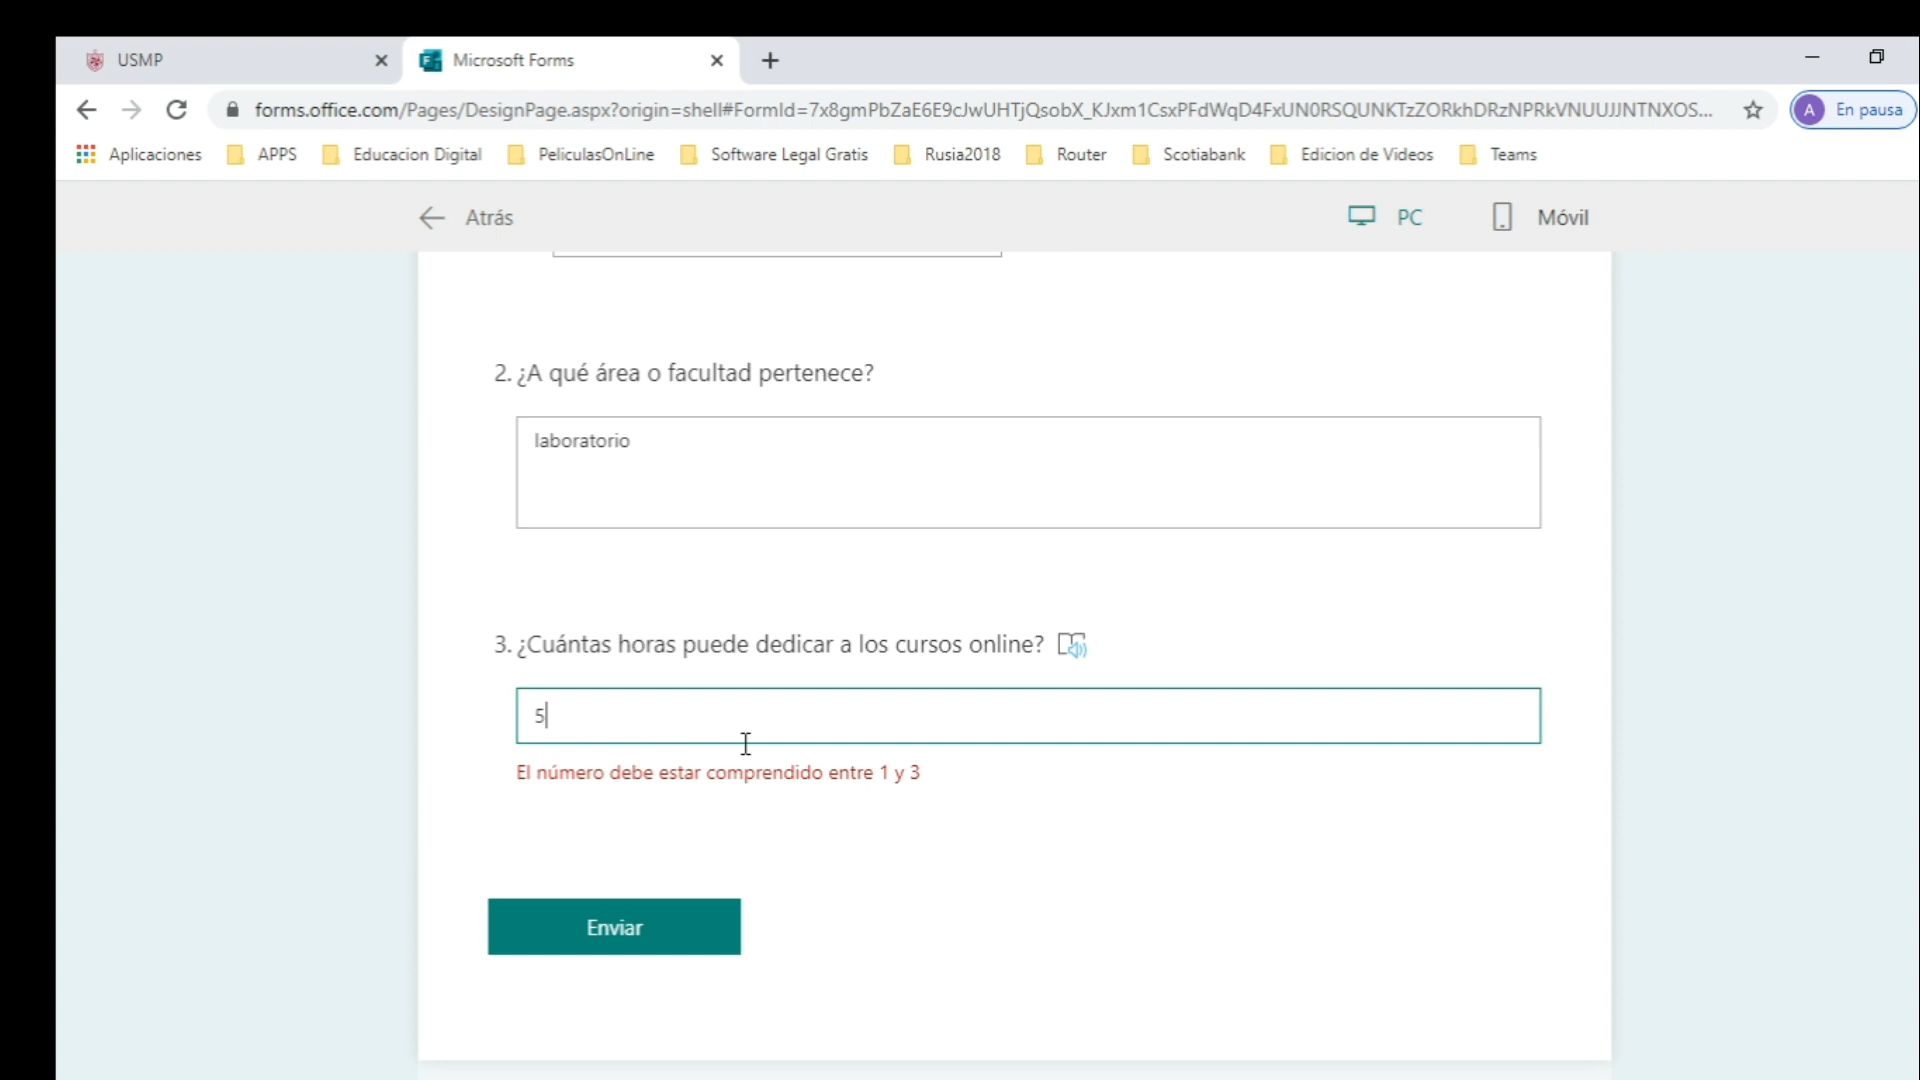 USMP
Microsoft Forms
forms.office.com/Pages/DesignPage.aspx?origin=shell#FormId=7x8gmPbZaE6E9cJwUHTjQsobX_KJxm1CsxPFdWqD4FxUN0RSQUNKTzZORkhDRzNPRkVNUUJJNTNXOS...
A En pausa
Aplicaciones APPS Educacion Digital PeliculasOnLine Software Legal Gratis Rusia2018 Router Scotiabank Edicion de Videos Teams
Atrás PC Móvil
2. ¿A qué área o facultad pertenece?
laboratorio
3. ¿Cuántas horas puede dedicar a los cursos online?
5
El número debe estar comprendido entre 1 y 3
Enviar